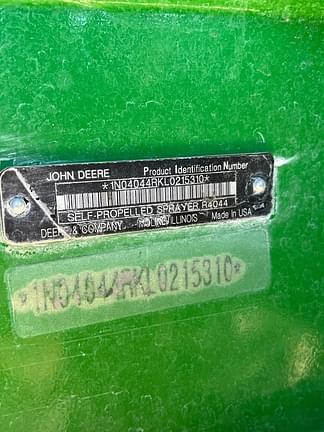 JOHN DEERE Product Identification Number
*1N04044RKL0215310*
SELF-PROPELLED SPRAYER R4044
DEERE & COMPANY MOLINE, ILLINOIS Made in USA
*1N04044RKL0215310*